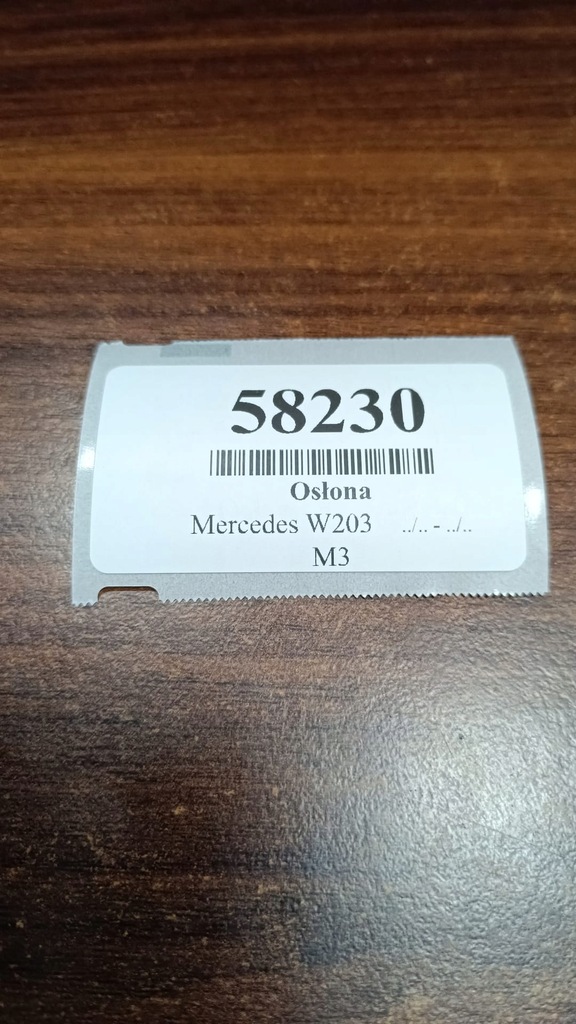 58230
Osłona
Mercedes W203 ../.. - ../..
M3